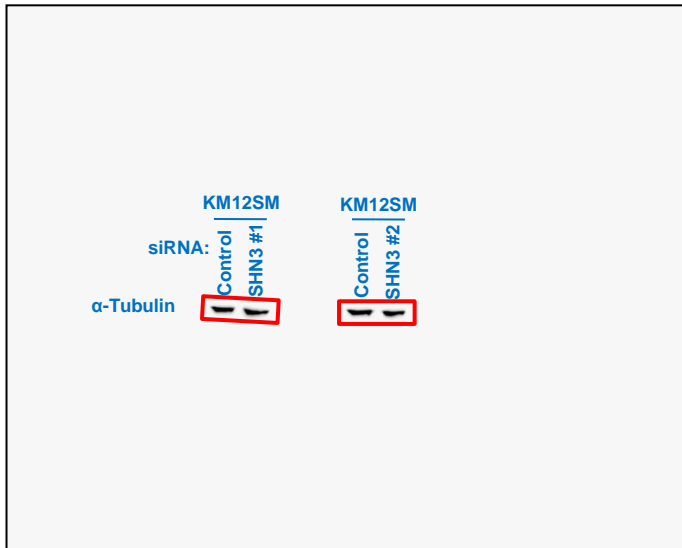 KM12SM KM12SM
siRNA: Control SHN3 #1 Control SHN3 #2
α-Tubulin